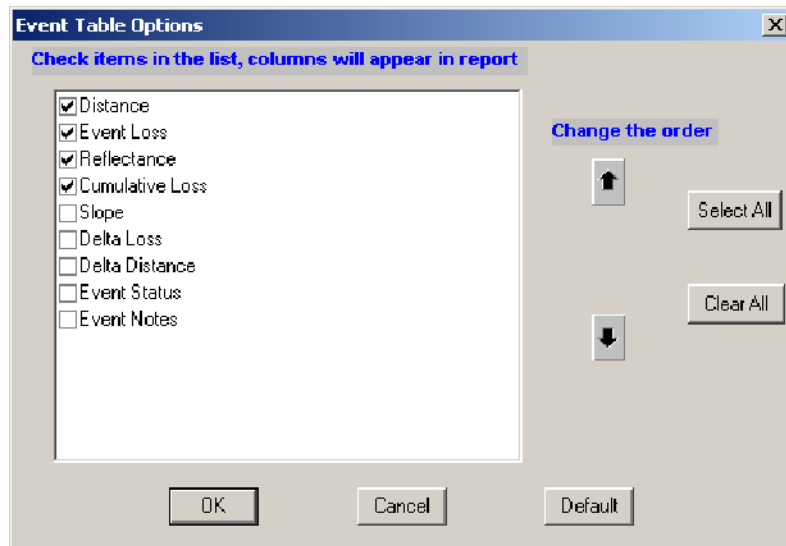 Event Table Options
Check items in the list, columns will appear in report
Distance
Event Loss
Reflectance
Cumulative Loss
Slope
Delta Loss
Delta Distance
Event Status
Event Notes
Change the order
Select All
Clear All
OK
Cancel
Default